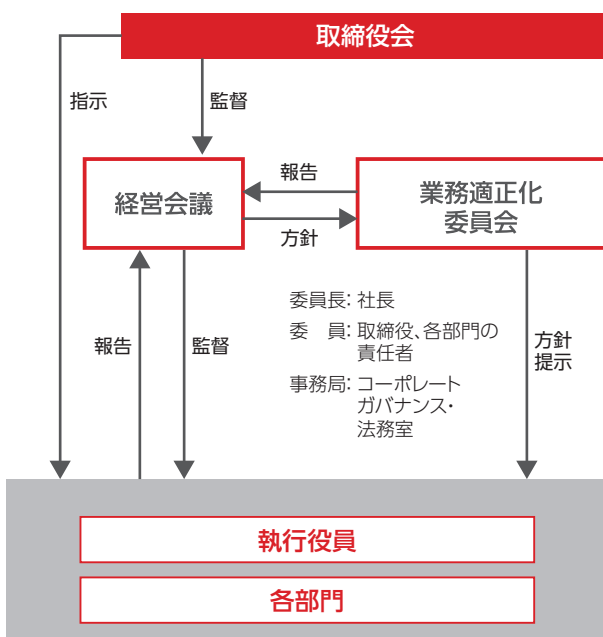 取締役会
指示
監督
経営会議
報告
方針
業務適正化
委員会
委員長: 社長
委　員: 取締役、各部門の
責任者
事務局: コーポレート
ガバナンス・
法務室
報告
監督
方針
提示
執行役員
各部門